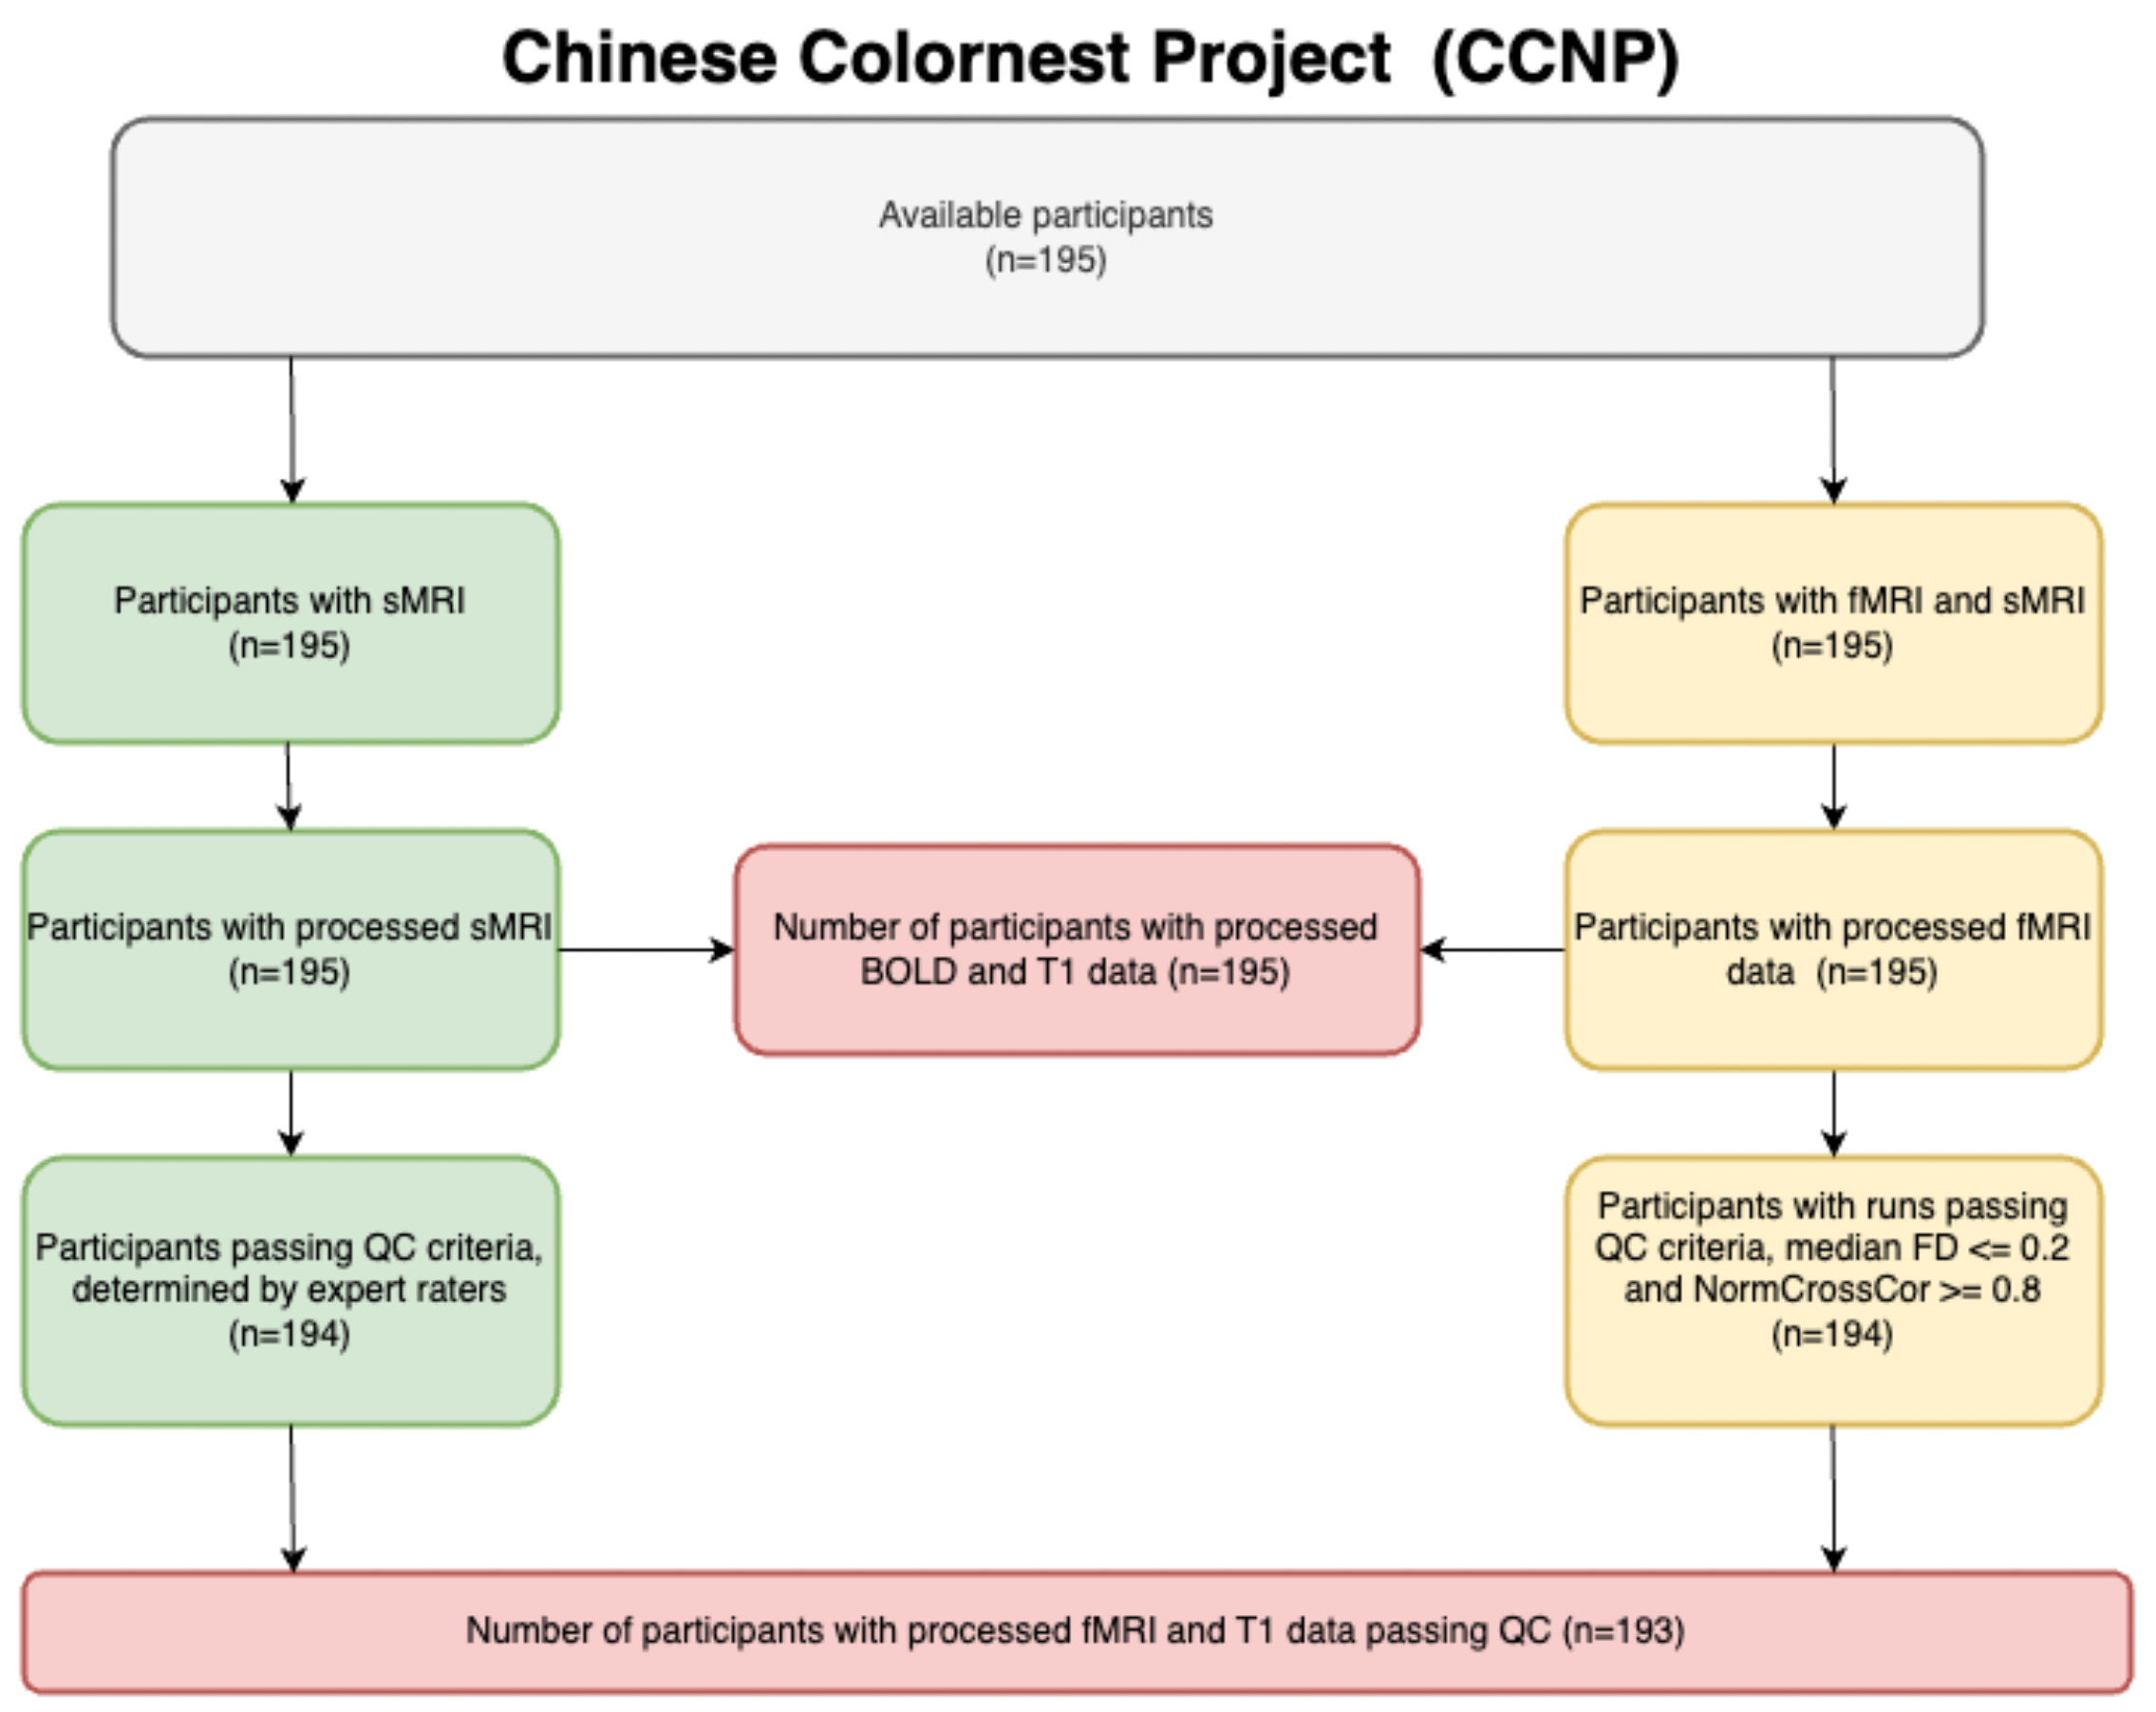 Chinese Colornest Project (CCNP)
Available participants
(n=195)
Participants with sMRI
(n=195)
Participants with fMRI and sMRI
(n=195)
Participants with processed sMRI
(n=195)
Number of participants with processed
BOLD and T1 data (n=195)
Participants with processed fMRI
data (n=195)
Participants passing QC criteria,
determined by expert raters
(n=194)
Participants with runs passing
QC criteria, median FD <= 0.2
and NormCrossCor >= 0.8
(n=194)
Number of participants with processed fMRI and T1 data passing QC (n=193)